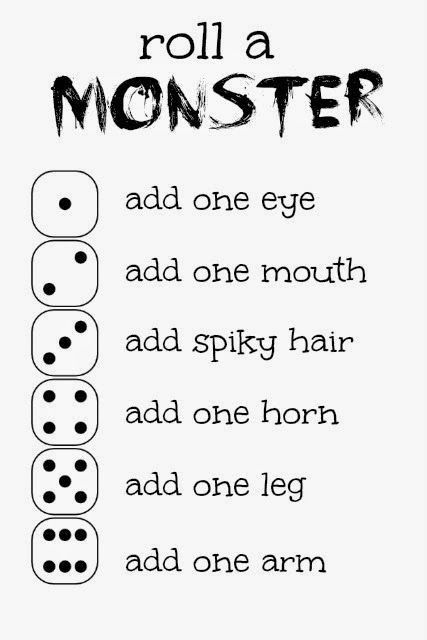 roll a
MONSTER
add one eye
add one mouth
add spiky hair
add one horn
add one leg
add one arm